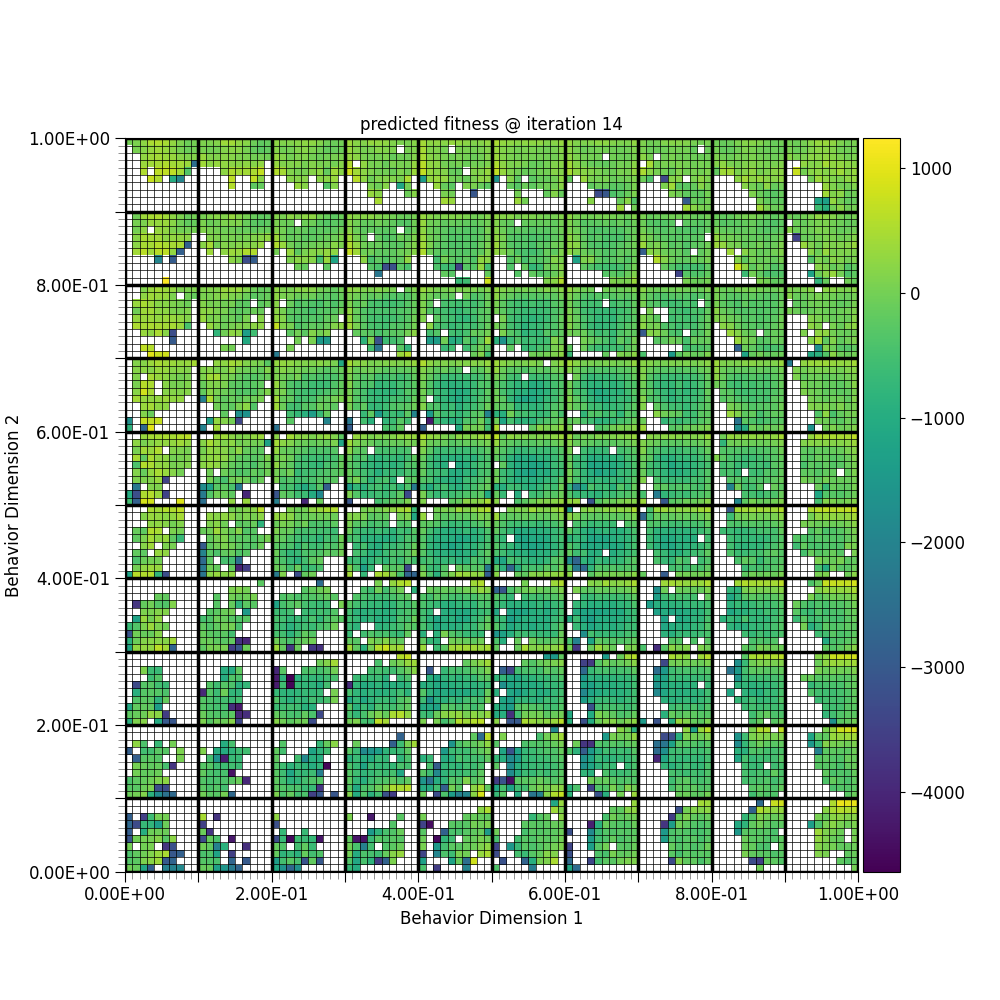 predicted fitness @ iteration 14
1.00E+00
8.00E-01
6.00E-01
4.00E-01
2.00E-01
0.00E+00
Behavior Dimension 2
0.00E+00 2.00E-01 4.00E-01 6.00E-01 8.00E-01 1.00E+00
Behavior Dimension 1
1000
0
−1000
−2000
−3000
−4000